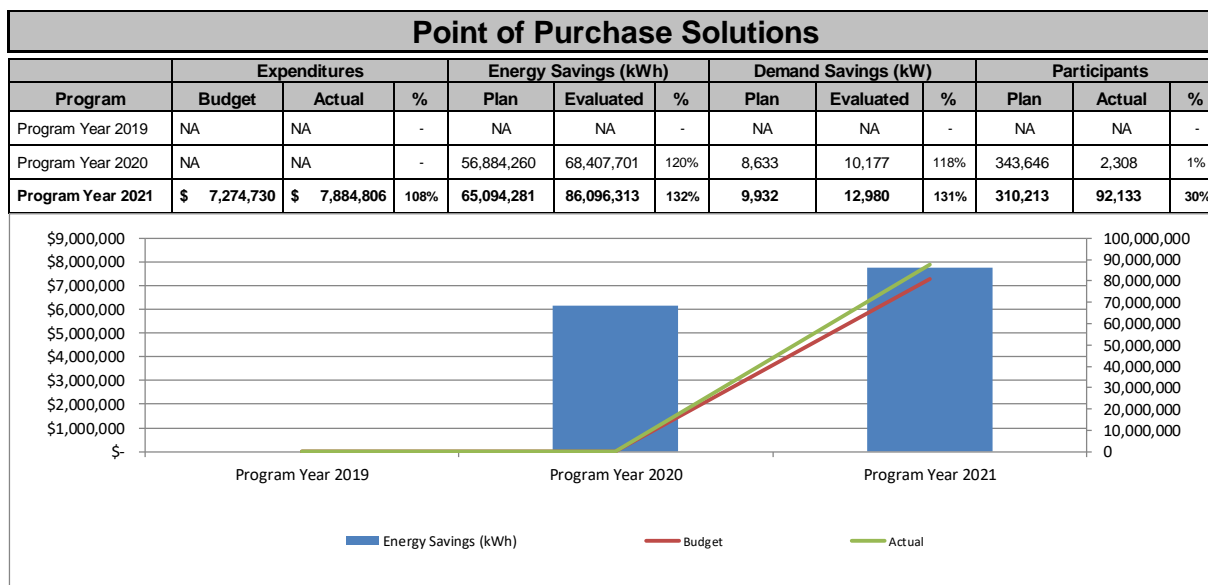 Point of Purchase Solutions
Expenditures Energy Savings (kWh) Demand Savings (kW) Participants
Program Budget Actual % Plan Evaluated % Plan Evaluated % Plan Actual %
Program Year 2019 NA NA - NA NA - NA NA - NA NA -
Program Year 2020 NA NA - 56,884,260 68,407,701 120% 8,633 10,177 118% 343,646 2,308 1%
Program Year 2021 $ 7,274,730 $ 7,884,806 108% 65,094,281 86,096,313 132% 9,932 12,980 131% 310,213 92,133 30%
$9,000,000 100,000,000
$8,000,000 90,000,000
$7,000,000 80,000,000
$6,000,000 70,000,000
$5,000,000 60,000,000
$4,000,000 50,000,000
$3,000,000 40,000,000
$2,000,000 30,000,000
$1,000,000 20,000,000
$- 10,000,000
0
Program Year 2019 Program Year 2020 Program Year 2021
Energy Savings (kWh) Budget Actual